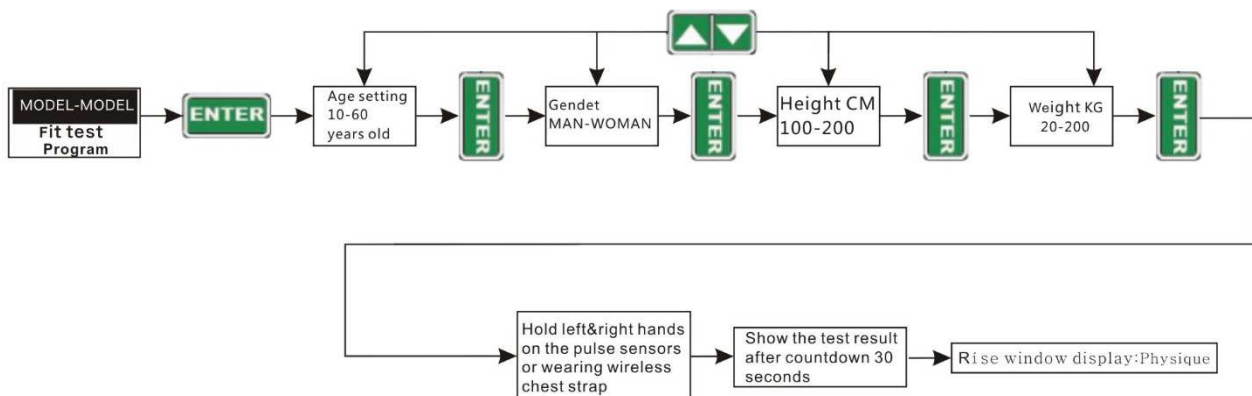 MODEL-MODEL
Fit test
Program
ENTER
Age setting
10-60
years old
ENTER
Gendet
MAN-WOMAN
ENTER
Height CM
100-200
ENTER
Weight KG
20-200
ENTER
Hold left&right hands
on the pulse sensors
or wearing wireless
chest strap
Show the test result
after countdown 30
seconds
Rise window display:Physique